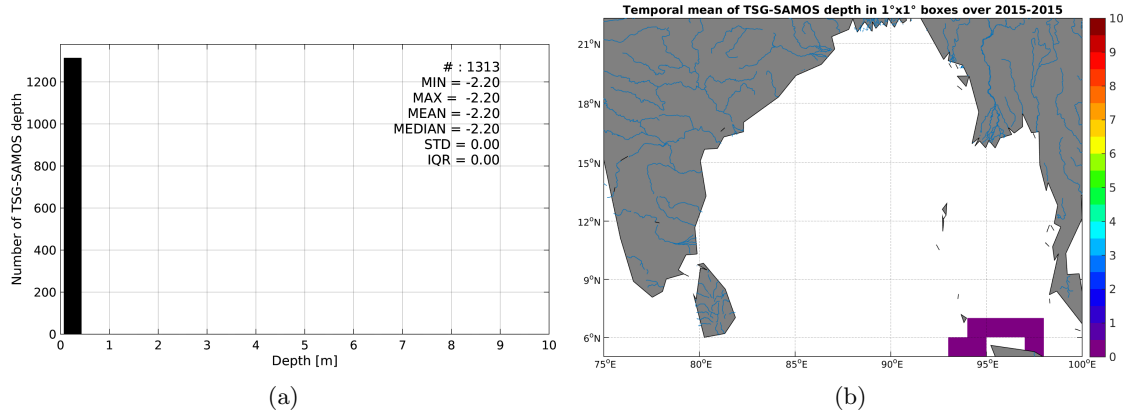 Number of TSG-SAMOS depth
1200
1000
800
600
400
200
0
# : 1313
MIN = -2.20
MAX = -2.20
MEAN = -2.20
MEDIAN = -2.20
STD = 0.00
IQR = 0.00
0 1 2 3 4 5 6 7 8 9 10
Depth [m]
(a)
Temporal mean of TSG-SAMOS depth in 1°x1° boxes over 2015-2015
21°N
18°N
15°N
12°N
9°N
6°N
75°E 80°E 85°E 90°E 95°E 100°E
10
9
8
7
6
5
4
3
2
1
0
(b)